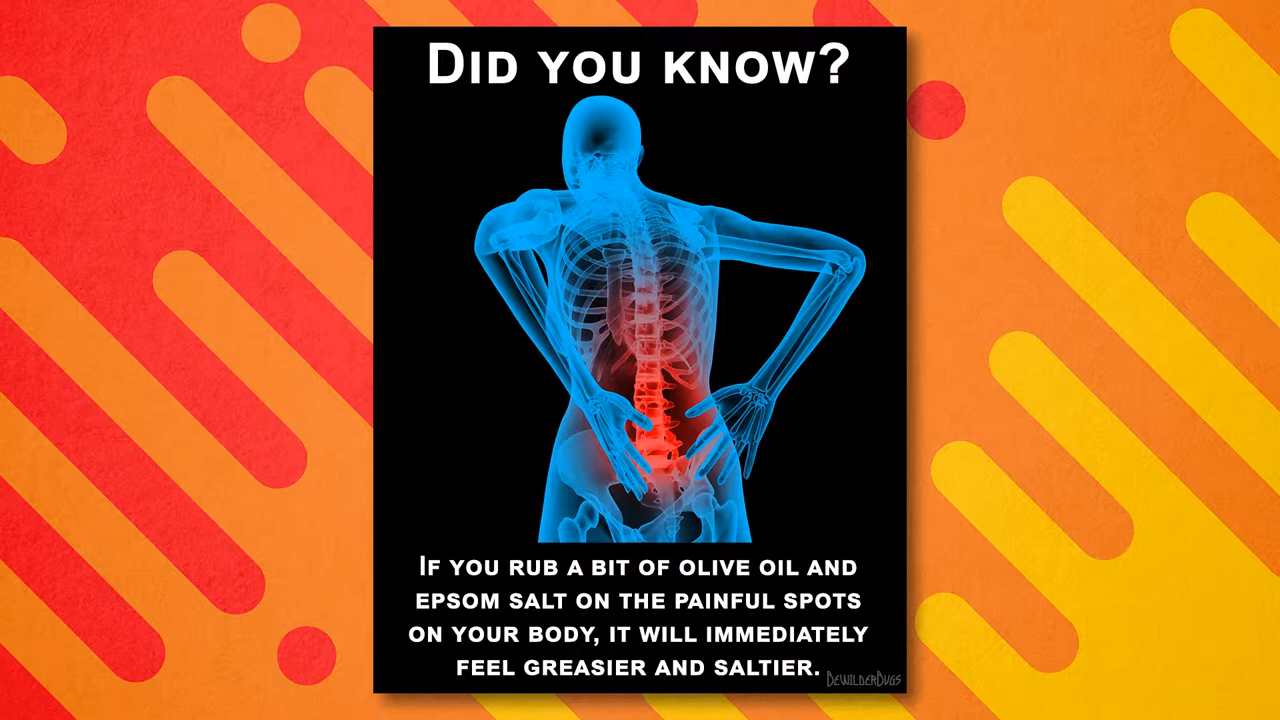 Did you know?
If you rub a bit of olive oil and
epsom salt on the painful spots
on your body, it will immediately
feel greasier and saltier.
BewilderBugs